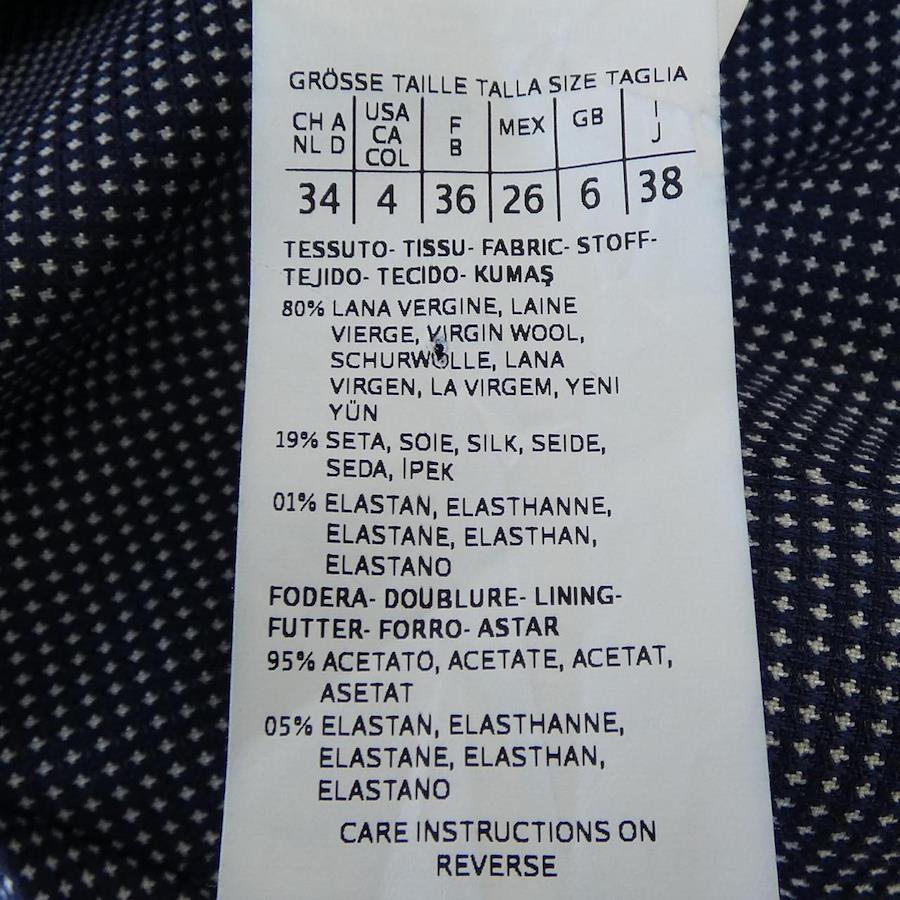 GRÖSSE TAILLE TALLA SIZE TAGLIA
CH A NL D | USA CA COL | F B | MEX | GB | I J
34 | 4 | 36 | 26 | 6 | 38
TESSUTO- TISSU- FABRIC- STOFF-
TEJIDO- TECIDO- KUMAŞ
80% LANA VERGINE, LAINE
VIERGE, VIRGIN WOOL,
SCHURWOLLE, LANA
VIRGEN, LA VIRGEM, YENI
YÜN
19% SETA, SOIE, SILK, SEIDE,
SEDA, İPEK
01% ELASTAN, ELASTHANNE,
ELASTANE, ELASTHAN,
ELASTANO
FODERA- DOUBLURE- LINING-
FUTTER- FORRO- ASTAR
95% ACETATO, ACETATE, ACETAT,
ASETAT
05% ELASTAN, ELASTHANNE,
ELASTANE, ELASTHAN,
ELASTANO
CARE INSTRUCTIONS ON
REVERSE